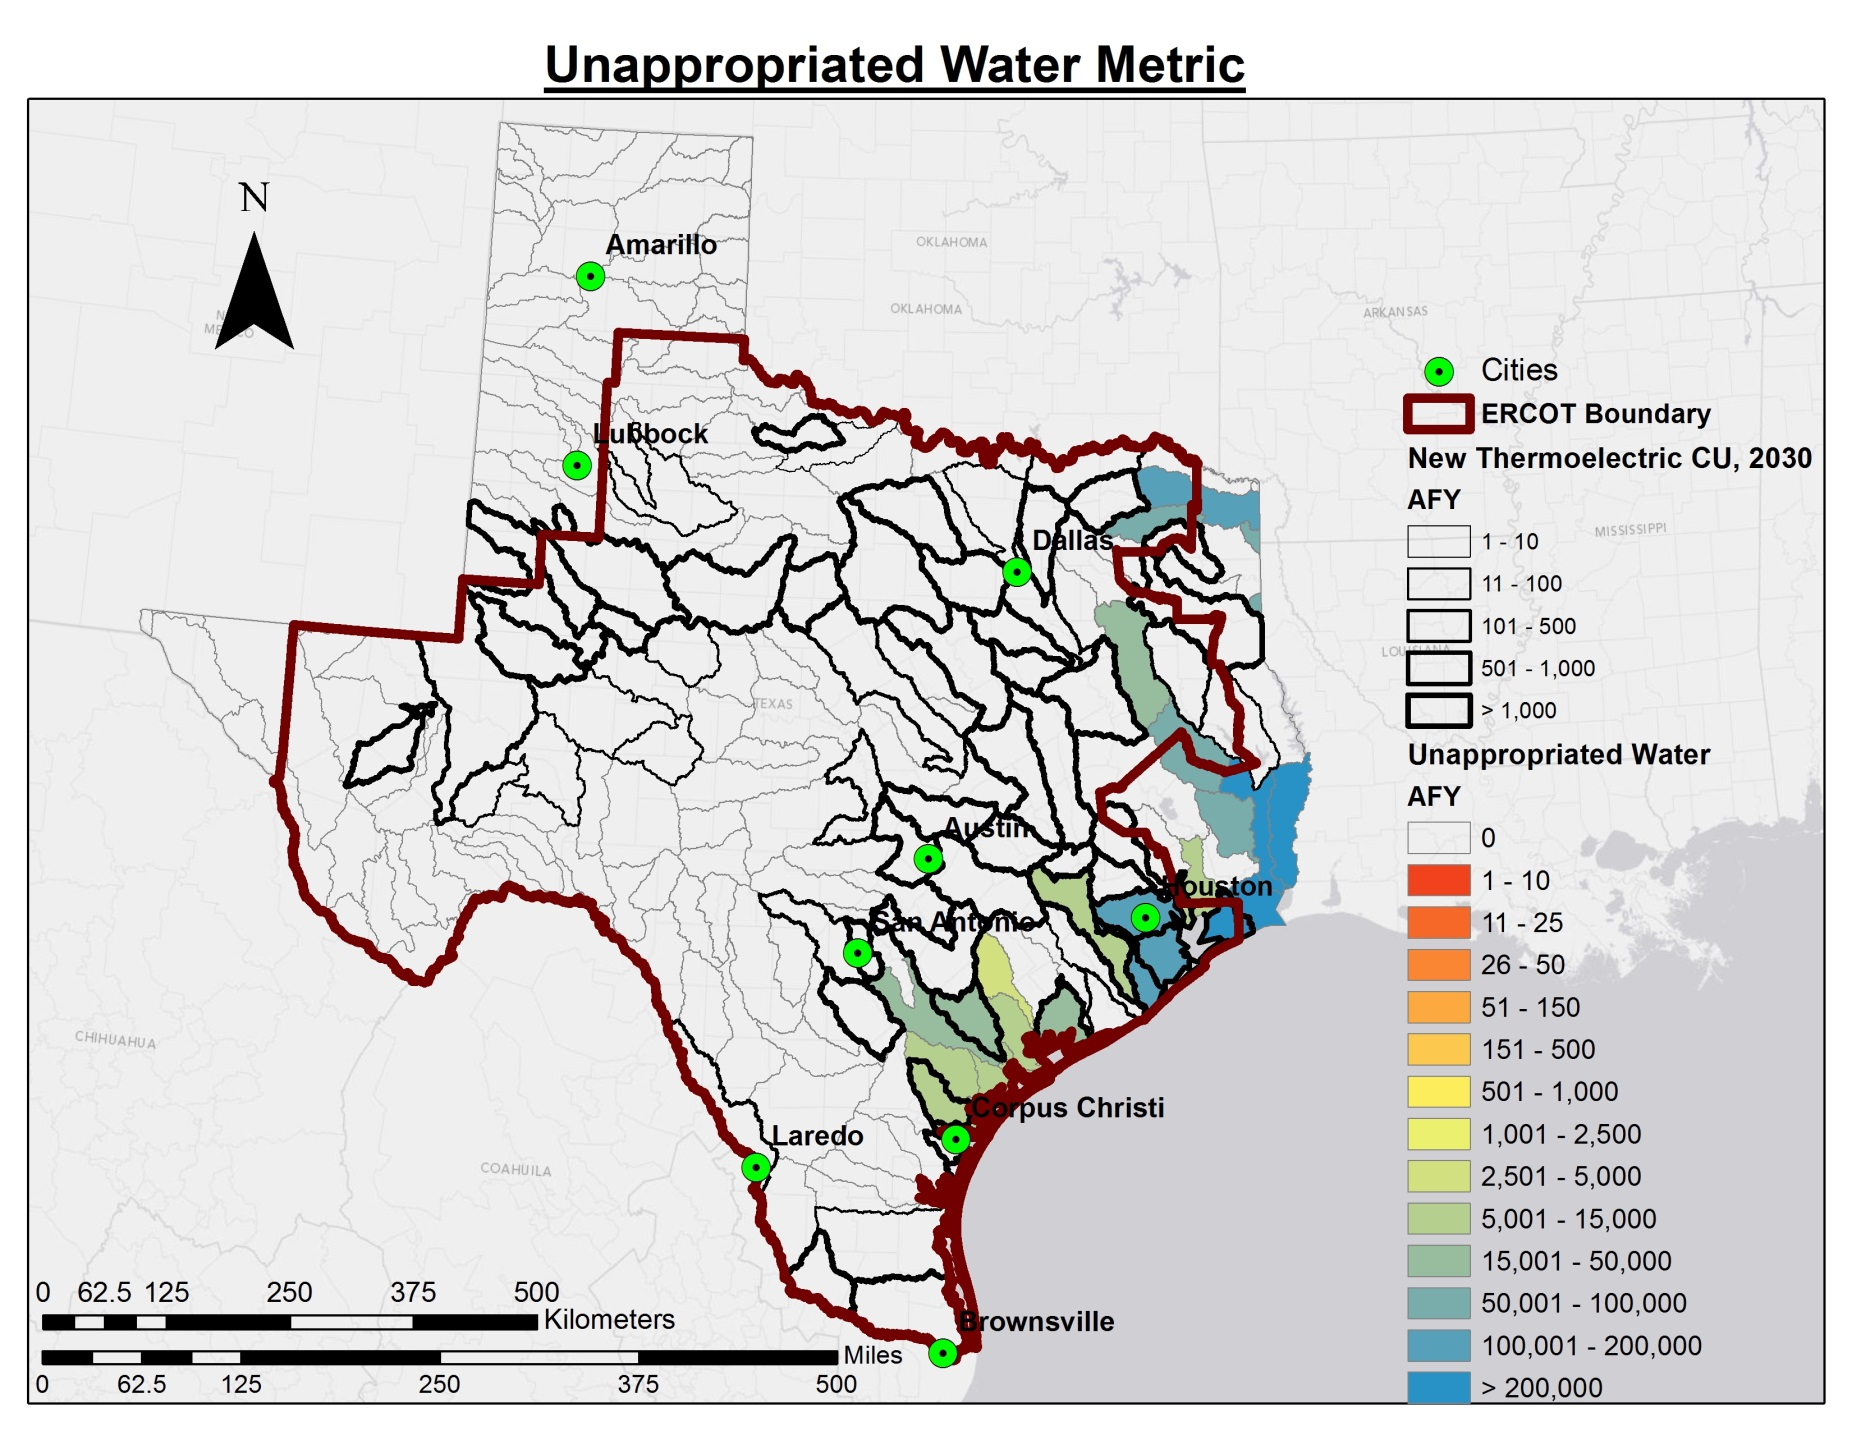 Unappropriated Water Metric
N
Amarillo
OKLAHOMA
OKLAHOMA
ARKANSAS
Lubbock
Dallas
MISSISSIPPI
LOUISIANA
TEXAS
Austin
Houston
San Antonio
CHIHUAHUA
Corpus Christi
Laredo
COAHUILA
Brownsville
Cities
ERCOT Boundary
New Thermoelectric CU, 2030
AFY
1 - 10
11 - 100
101 - 500
501 - 1,000
> 1,000
Unappropriated Water
AFY
0
1 - 10
11 - 25
26 - 50
51 - 150
151 - 500
501 - 1,000
1,001 - 2,500
2,501 - 5,000
5,001 - 15,000
15,001 - 50,000
50,001 - 100,000
100,001 - 200,000
> 200,000
0 62.5 125 250 375 500
Kilometers
Miles
0 62.5 125 250 375 500